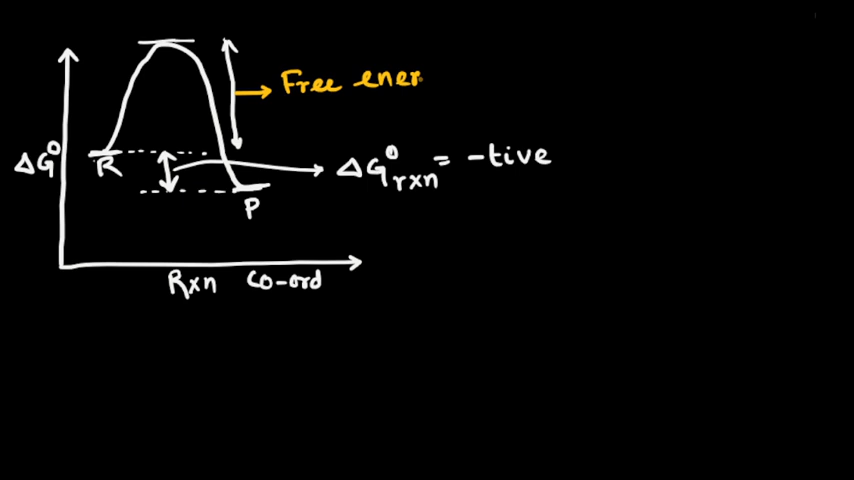 Free ener
ΔG⁰
R
ΔG⁰rxn = -tive
P
Rxn Co-ord